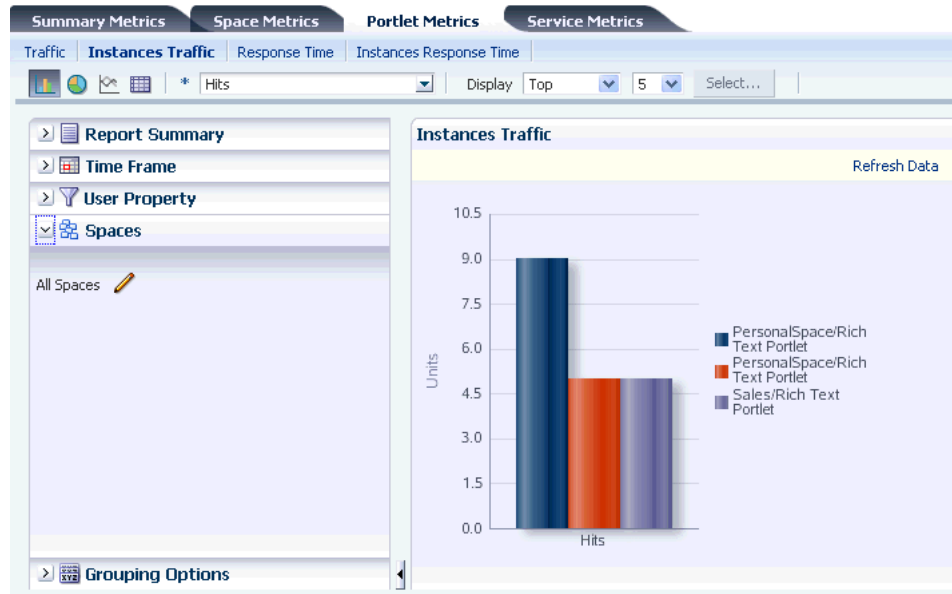 Summary Metrics Space Metrics Portlet Metrics Service Metrics
Traffic Instances Traffic Response Time Instances Response Time
* Hits Display Top 5 Select...
Report Summary
Time Frame
User Property
Spaces
All Spaces
Grouping Options
Instances Traffic
Refresh Data
10.5
9.0
7.5
6.0
4.5
3.0
1.5
0.0
Units
Hits
PersonalSpace/Rich
Text Portlet
PersonalSpace/Rich
Text Portlet
Sales/Rich Text
Portlet